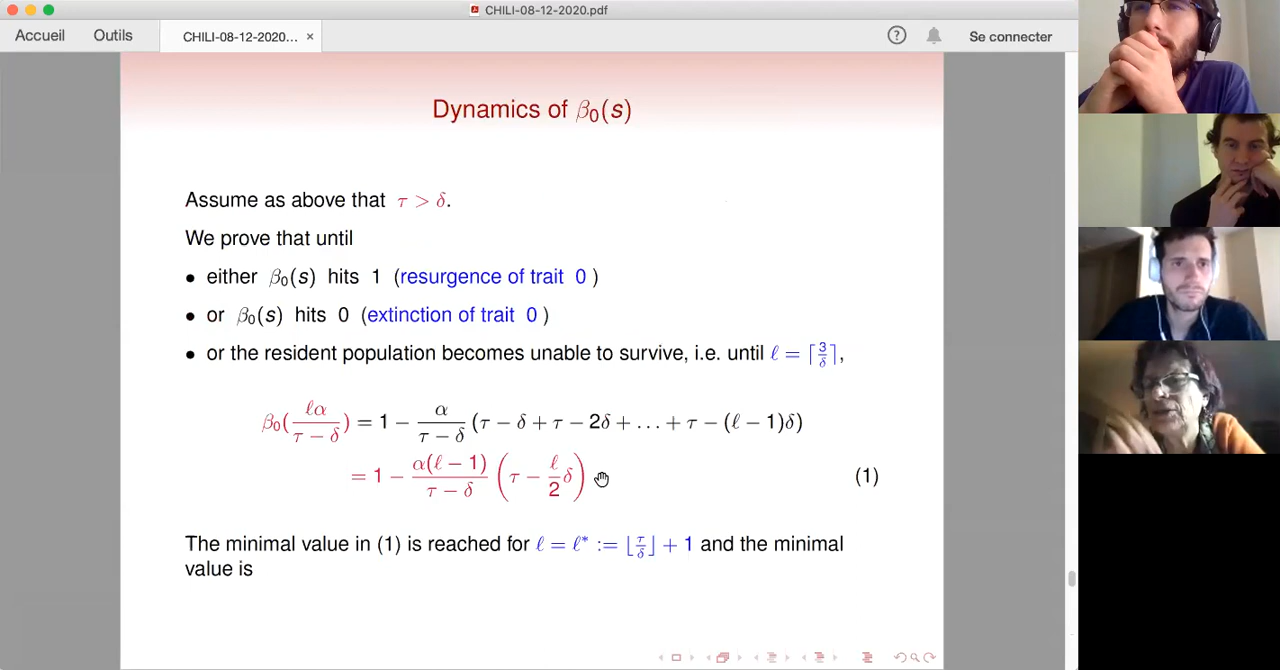 CHILI-08-12-2020.pdf
Accueil Outils CHILI-08-12-2020... × Se connecter
Dynamics of β₀(s)
Assume as above that τ > δ.
We prove that until
• either β₀(s) hits 1 (resurgence of trait 0 )
• or β₀(s) hits 0 (extinction of trait 0 )
• or the resident population becomes unable to survive, i.e. until ℓ = ⌈3/δ⌉,
β₀(ℓα/(τ − δ)) = 1 − α/(τ − δ) (τ − δ + τ − 2δ + … + τ − (ℓ − 1)δ)
= 1 − α(ℓ − 1)/(τ − δ) (τ − ℓ/2 δ) (1)
The minimal value in (1) is reached for ℓ = ℓ* := ⌊τ/δ⌋ + 1 and the minimal
value is